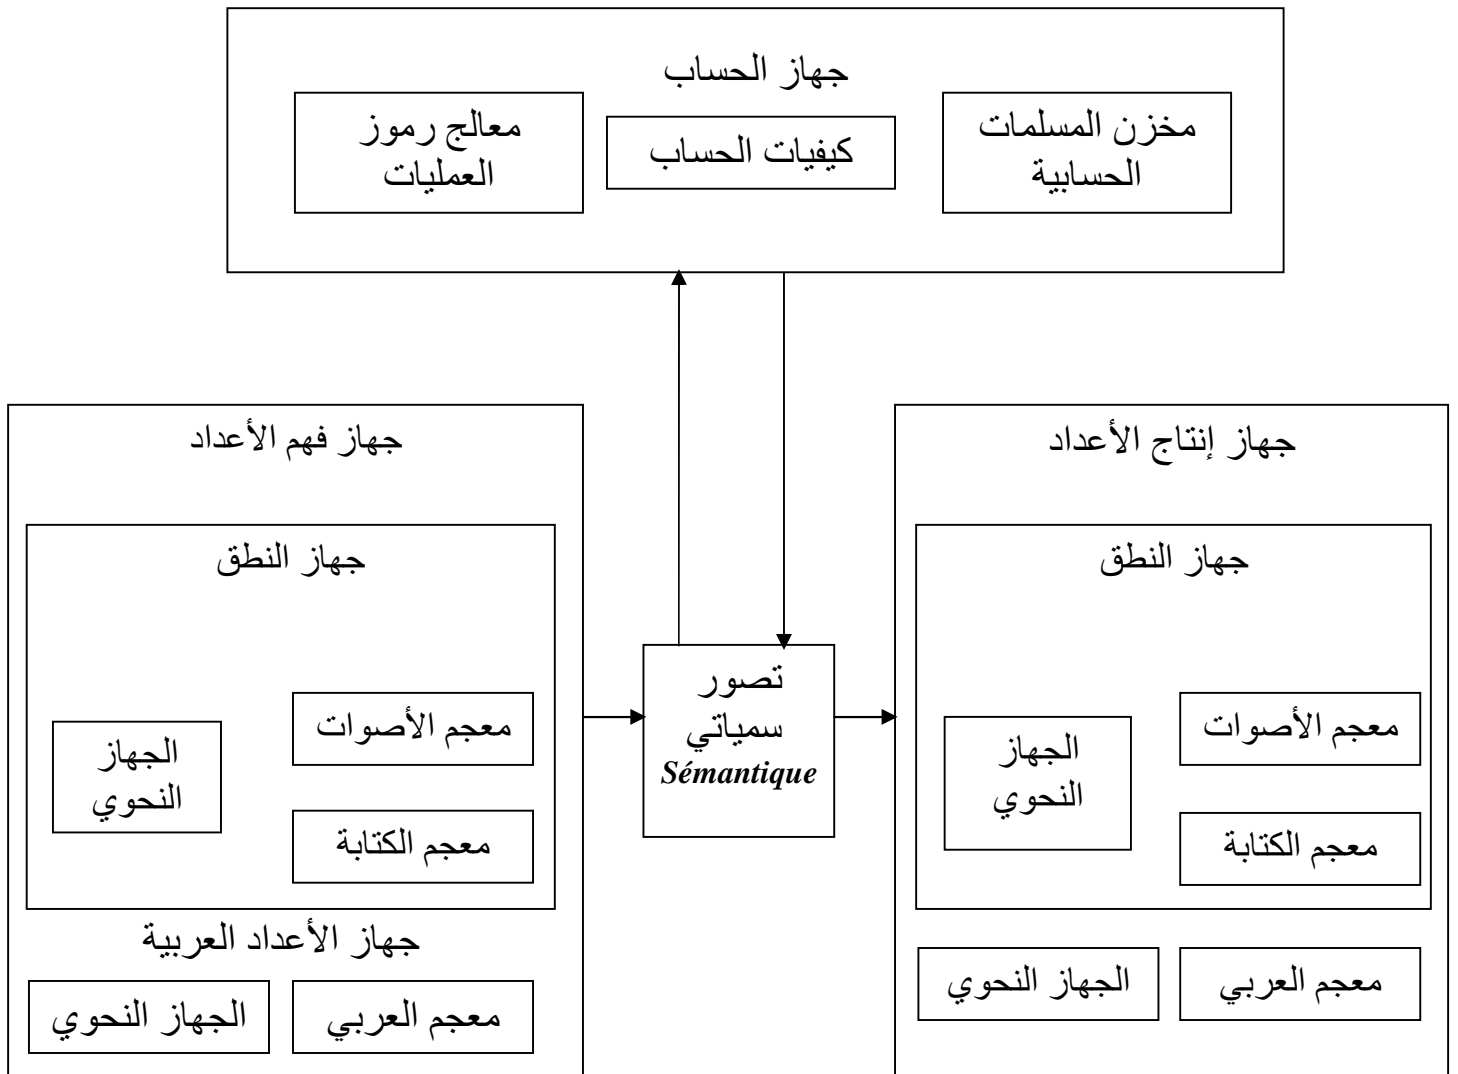 جهاز الحساب
مخزن المسلمات
الحسابية
كيفيات الحساب
معالج رموز
العمليات
جهاز إنتاج الأعداد
جهاز النطق
معجم الأصوات
الجهاز
النحوي
معجم الكتابة
معجم العربي
الجهاز النحوي
تصور
سمياتي
Sémantique
جهاز فهم الأعداد
جهاز النطق
معجم الأصوات
الجهاز
النحوي
معجم الكتابة
جهاز الأعداد العربية
معجم العربي
الجهاز النحوي